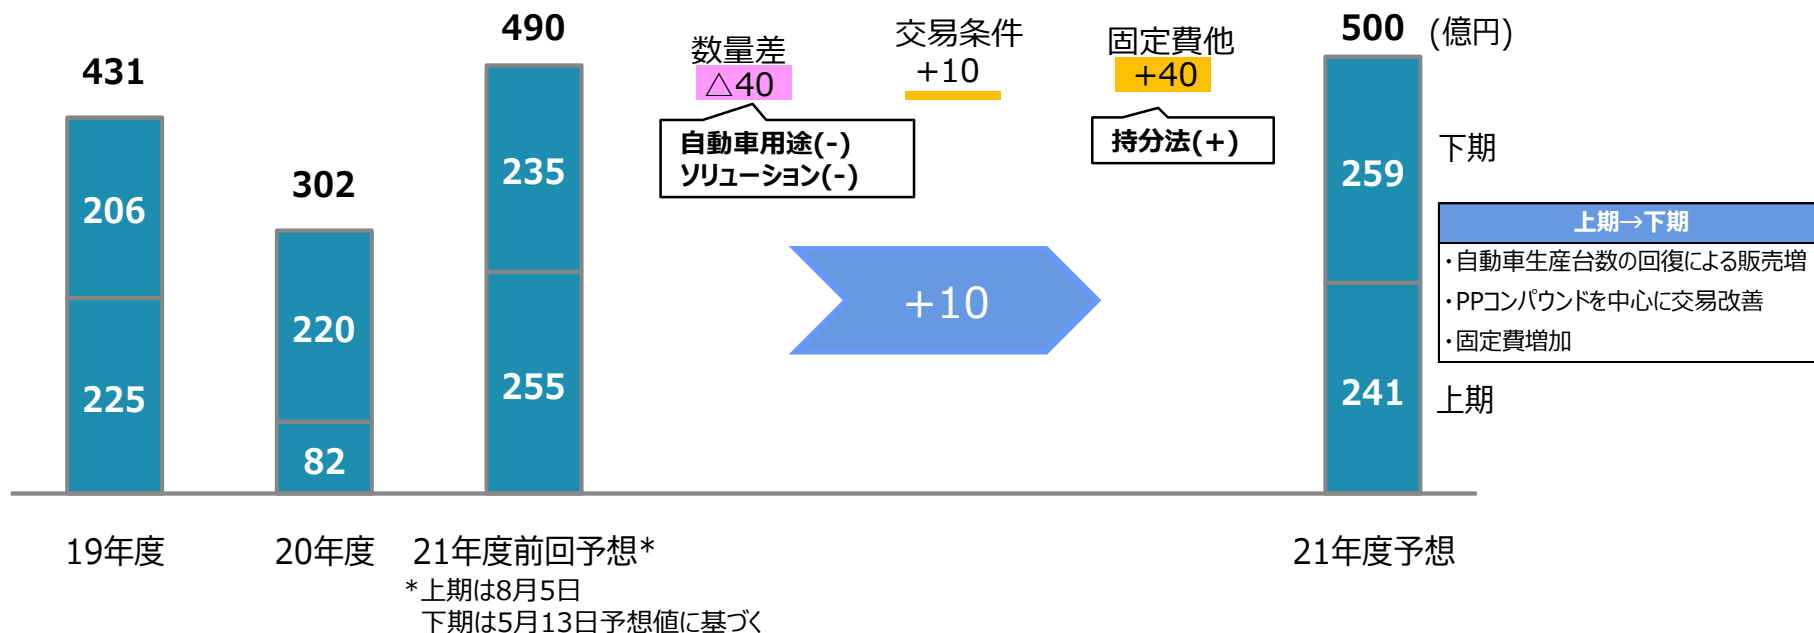 431
206
225
19年度
302
220
82
20年度
490
235
255
21年度前回予想*
*上期は8月5日
下期は5月13日予想値に基づく
数量差
△40
自動車用途(-)
ソリューション(-)
交易条件
+10
固定費他
+40
持分法(+)
+10
500 (億円)
259
241
21年度予想
下期
上期→下期
・自動車生産台数の回復による販売増
・PPコンパウンドを中心に交易改善
・固定費増加
上期